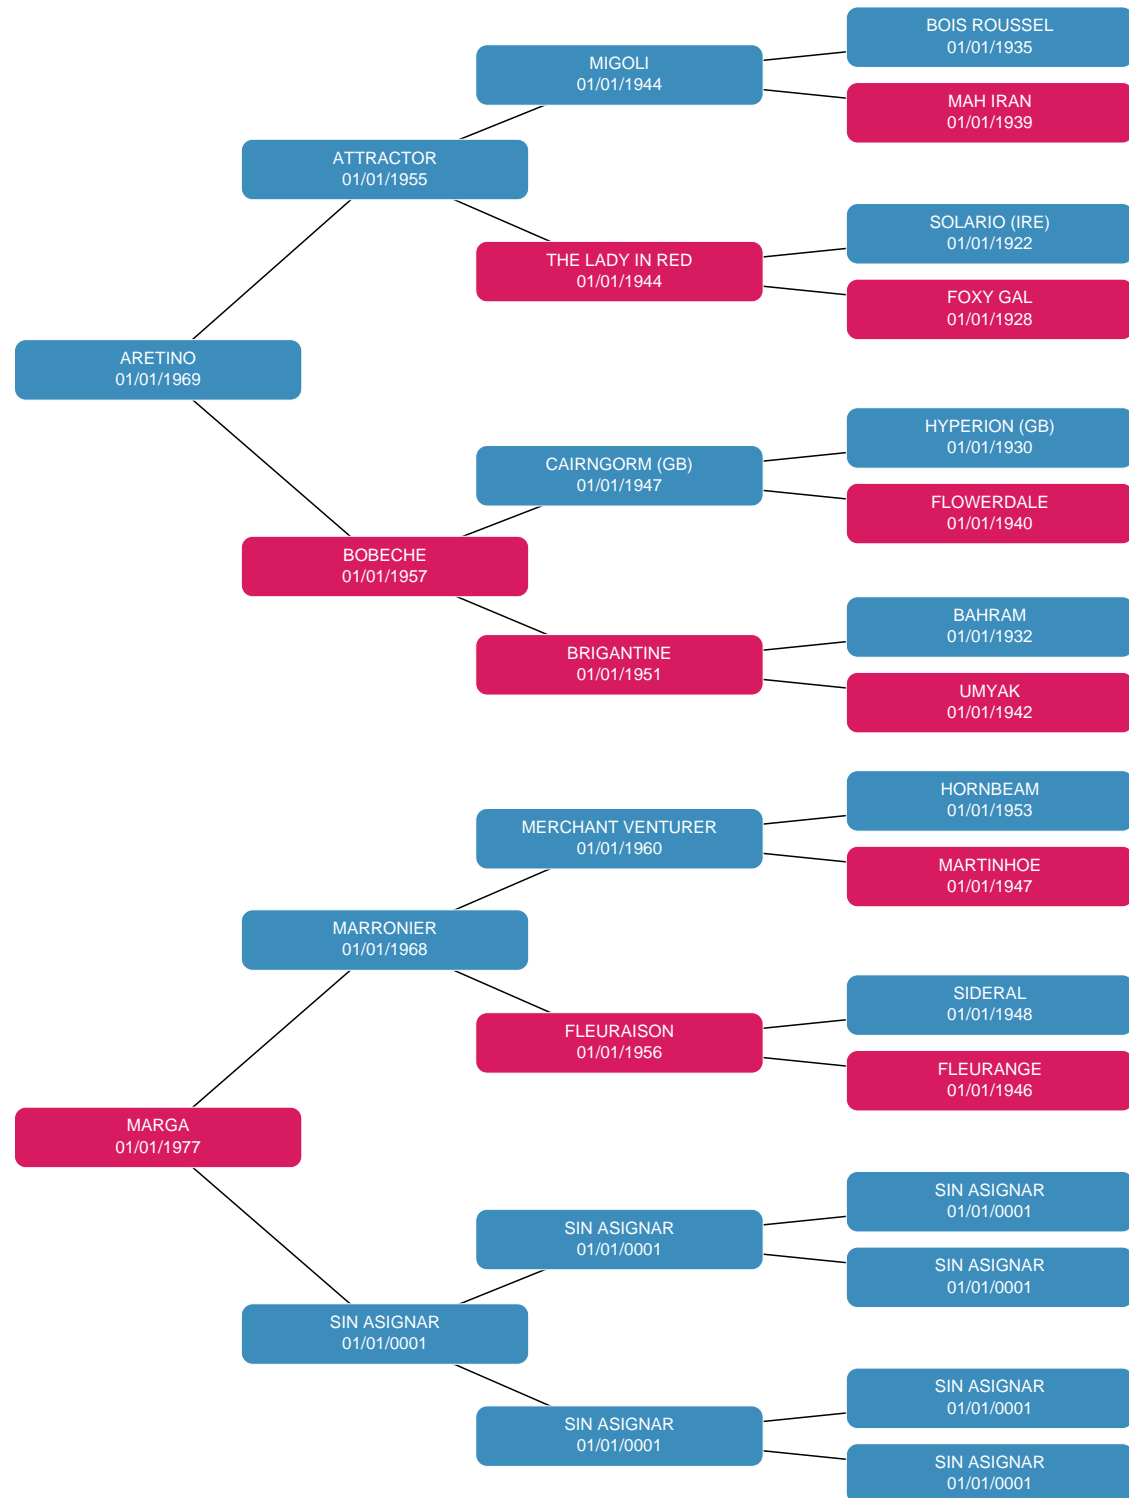 BOIS ROUSSEL
01/01/1935
MIGOLI
01/01/1944
MAH IRAN
01/01/1939
ATTRACTOR
01/01/1955
SOLARIO (IRE)
01/01/1922
THE LADY IN RED
01/01/1944
FOXY GAL
01/01/1928
ARETINO
01/01/1969
HYPERION (GB)
01/01/1930
CAIRNGORM (GB)
01/01/1947
FLOWERDALE
01/01/1940
BOBECHE
01/01/1957
BAHRAM
01/01/1932
BRIGANTINE
01/01/1951
UMYAK
01/01/1942
HORNBEAM
01/01/1953
MERCHANT VENTURER
01/01/1960
MARTINHOE
01/01/1947
MARRONIER
01/01/1968
SIDERAL
01/01/1948
FLEURAISON
01/01/1956
FLEURANGE
01/01/1946
MARGA
01/01/1977
SIN ASIGNAR
01/01/0001
SIN ASIGNAR
01/01/0001
SIN ASIGNAR
01/01/0001
SIN ASIGNAR
01/01/0001
SIN ASIGNAR
01/01/0001
SIN ASIGNAR
01/01/0001
SIN ASIGNAR
01/01/0001